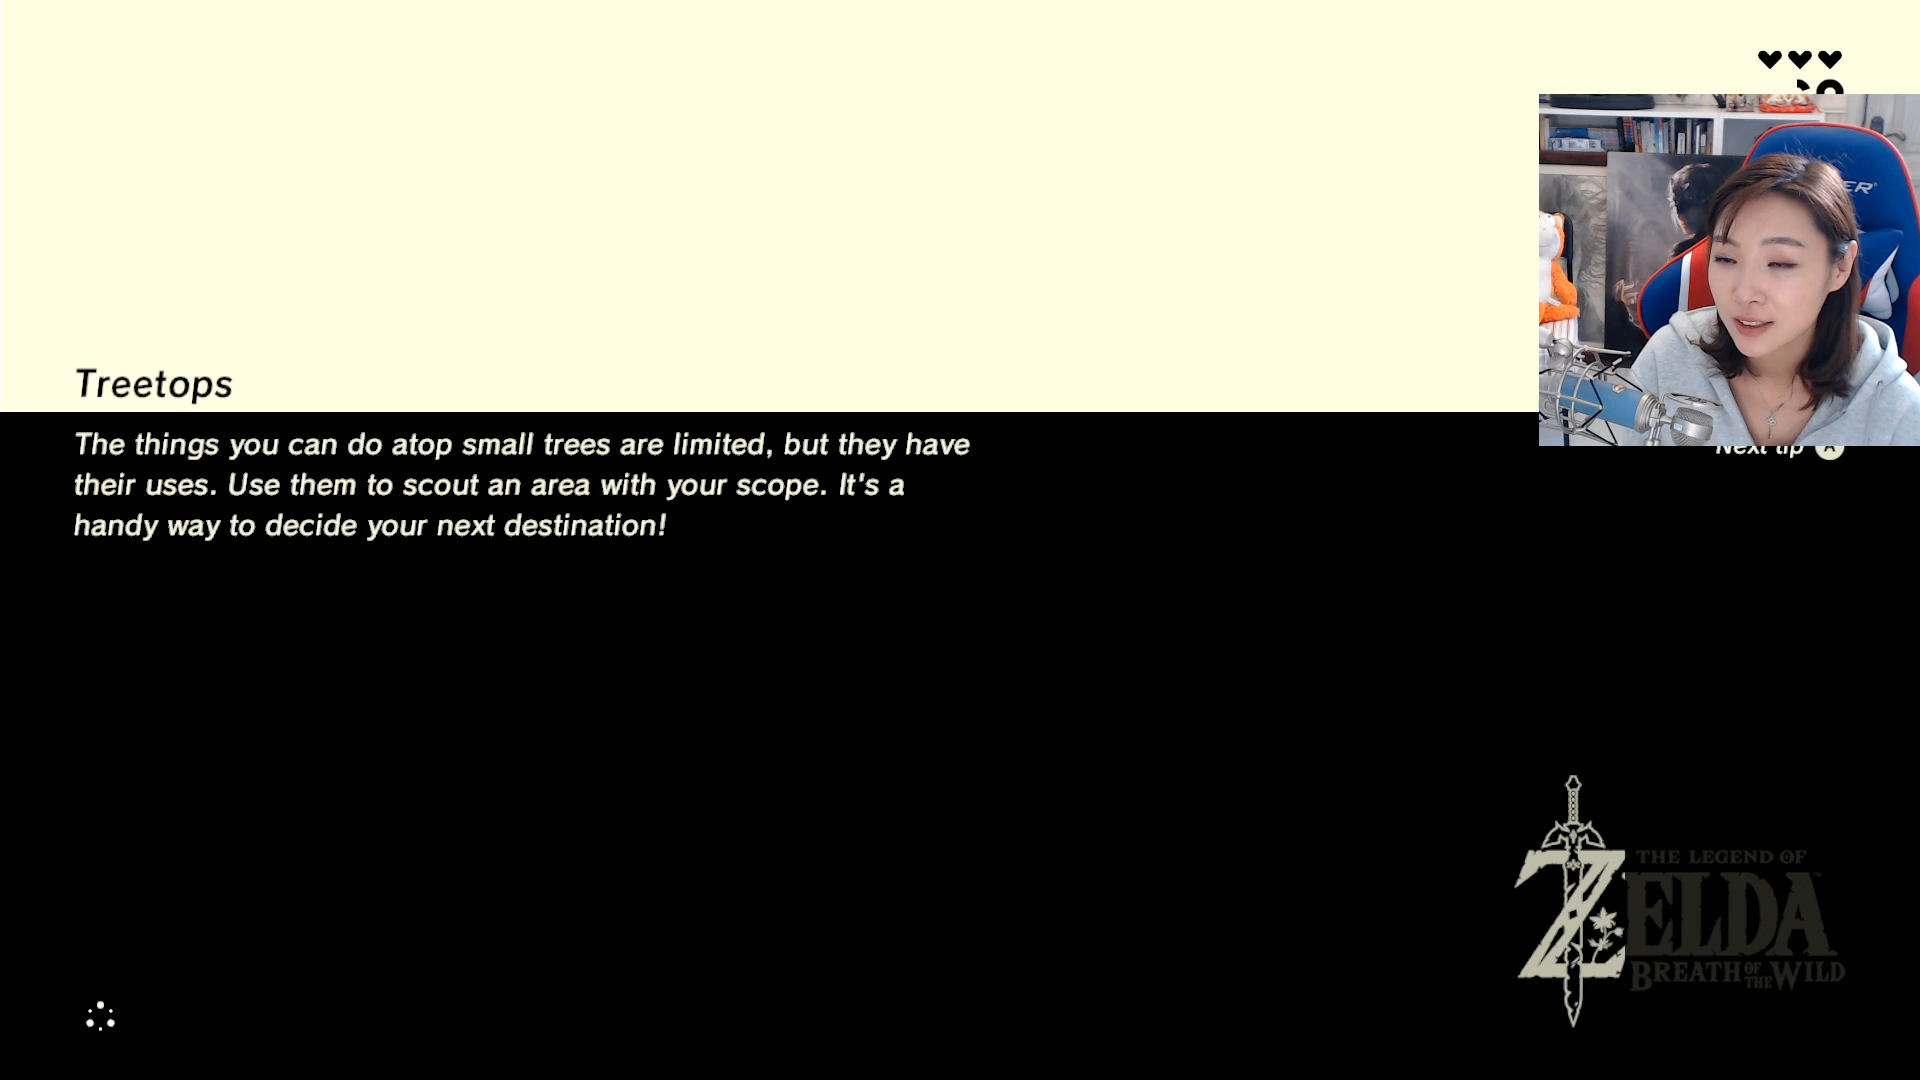 Treetops
The things you can do atop small trees are limited, but they have
their uses. Use them to scout an area with your scope. It's a
handy way to decide your next destination!
Next tip A
THE LEGEND OF
ZELDA
BREATH OF THE WILD